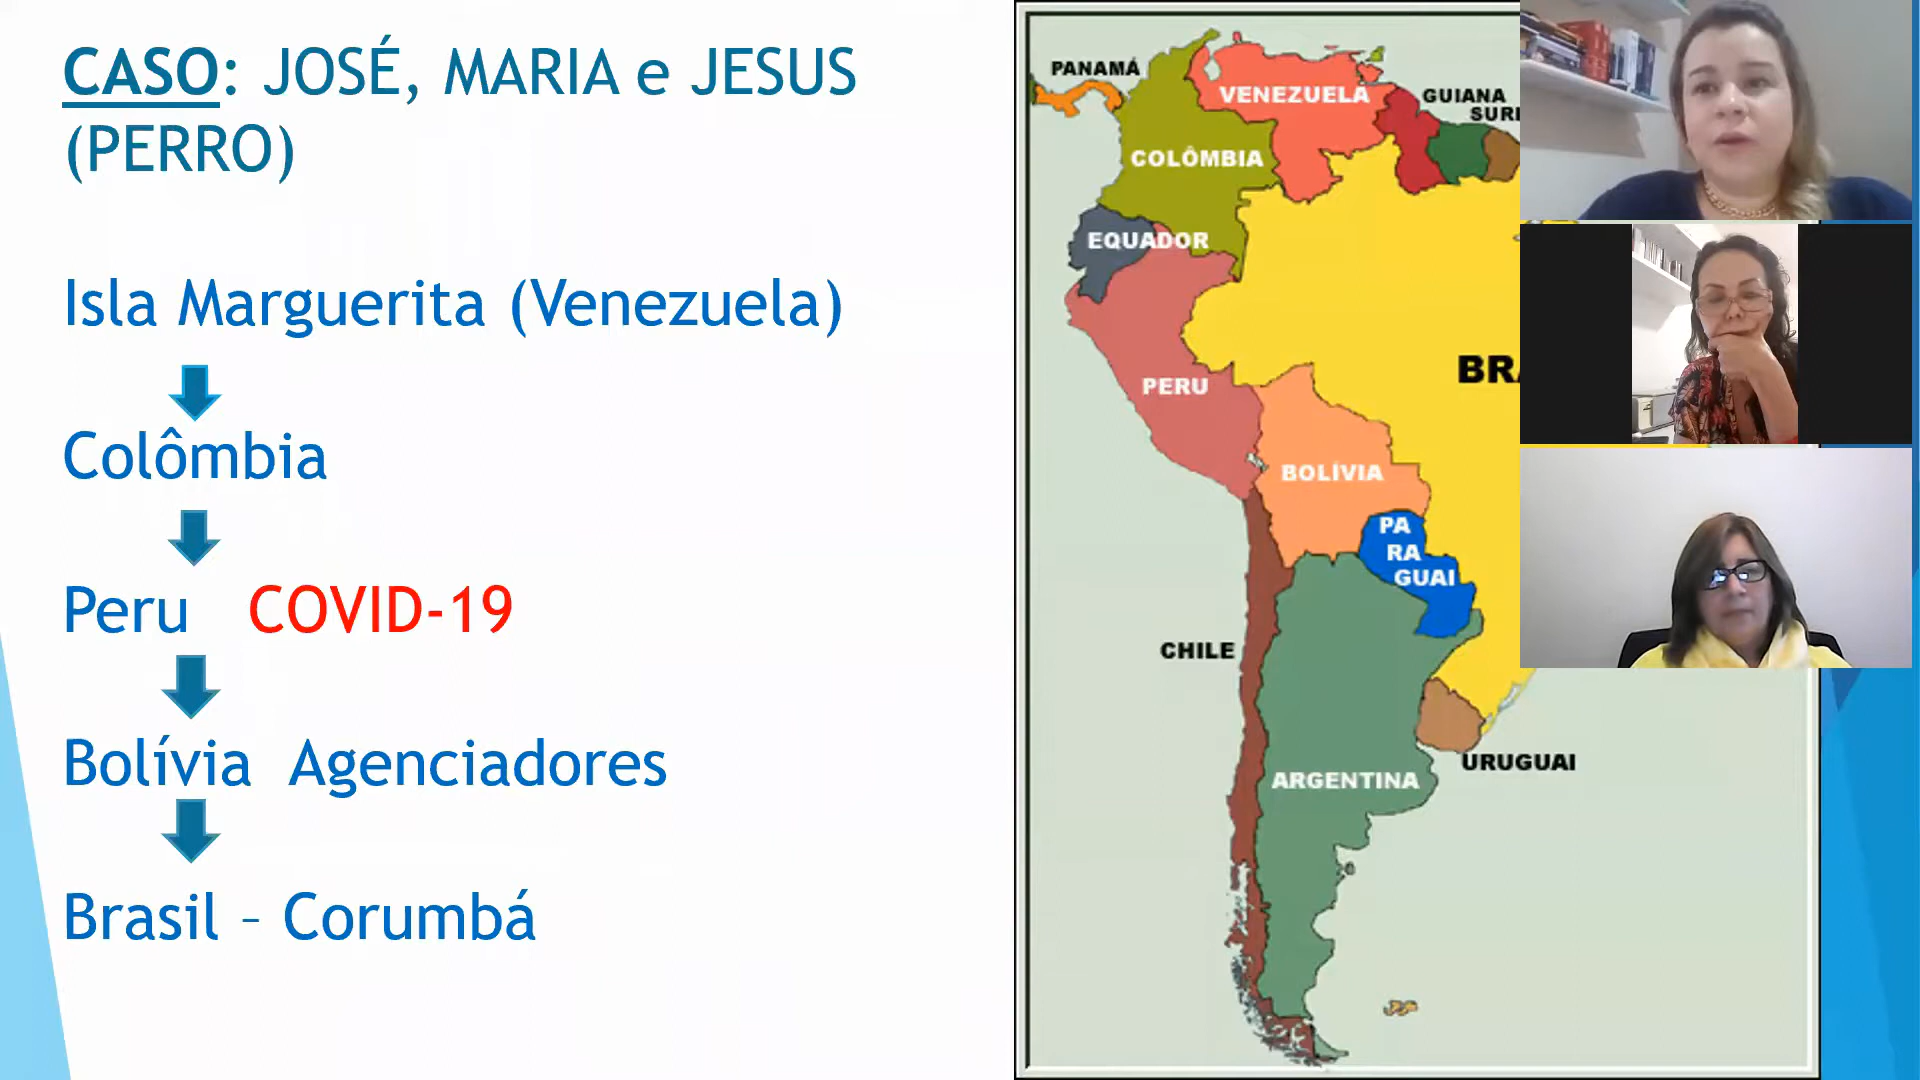 CASO: JOSÉ, MARIA e JESUS
(PERRO)
Isla Marguerita (Venezuela)
Colômbia
Peru COVID-19
Bolívia Agenciadores
Brasil – Corumbá
PANAMÁ
VENEZUELA
GUIANA
SURI
COLÔMBIA
EQUADOR
BRA
PERU
BOLÍVIA
PA
RA
GUAI
CHILE
URUGUAI
ARGENTINA